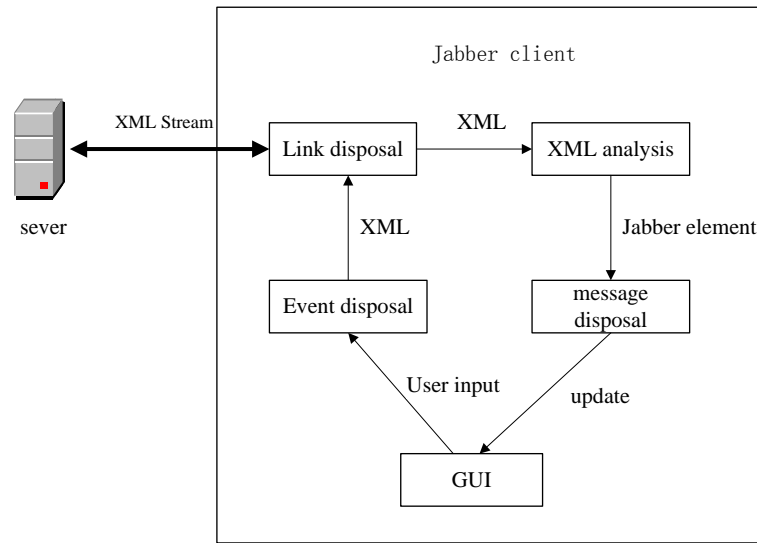 Jabber client
XML Stream
XML
Link disposal
XML analysis
sever
XML
Jabber element
Event disposal
message
disposal
User input
update
GUI